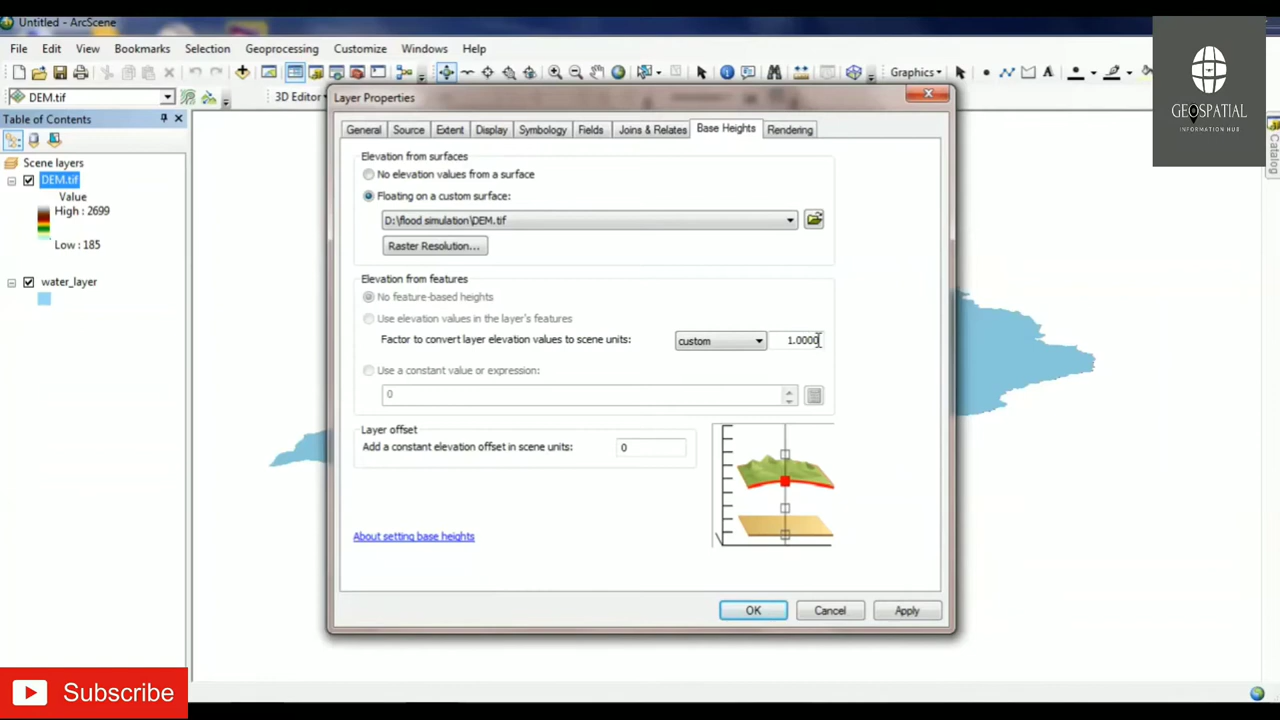 Untitled - ArcScene
File Edit View Bookmarks Selection Geoprocessing Customize Windows Help
Graphics
DEM.tif
3D Editor
Table of Contents
Scene layers
DEM.tif
Value
High : 2699
Low : 185
water_layer
Layer Properties
General Source Extent Display Symbology Fields Joins & Relates Base Heights Rendering
Elevation from surfaces
No elevation values from a surface
Floating on a custom surface:
D:\flood simulation\DEM.tif
Raster Resolution...
Elevation from features
No feature-based heights
Use elevation values in the layer's features
Factor to convert layer elevation values to scene units: custom 1.0000
Use a constant value or expression:
0
Layer offset
Add a constant elevation offset in scene units: 0
About setting base heights
OK Cancel Apply
GEOSPATIAL
INFORMATION HUB
Catalog
Subscribe